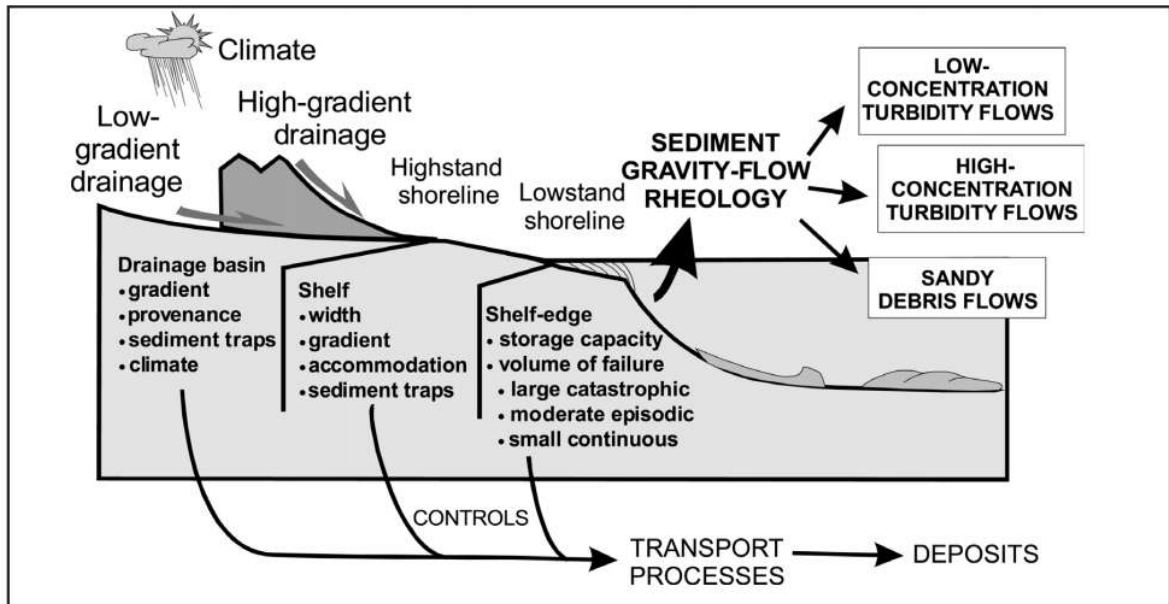 Climate
High-gradient
drainage
Low-
gradient
drainage
Highstand
shoreline
Lowstand
shoreline
SEDIMENT
GRAVITY-FLOW
RHEOLOGY
LOW-
CONCENTRATION
TURBIDITY FLOWS
HIGH-
CONCENTRATION
TURBIDITY FLOWS
SANDY
DEBRIS FLOWS
Drainage basin
• gradient
• provenance
• sediment traps
• climate
Shelf
• width
• gradient
• accommodation
• sediment traps
Shelf-edge
• storage capacity
• volume of failure
• large catastrophic
• moderate episodic
• small continuous
CONTROLS
TRANSPORT
PROCESSES
DEPOSITS